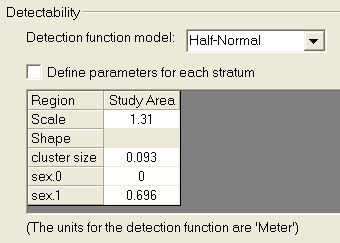 Detectability
Detection function model: Half-Normal
Define parameters for each stratum
Region Study Area
Scale 1.31
Shape
cluster size 0.093
sex.0 0
sex.1 0.696
(The units for the detection function are 'Meter')